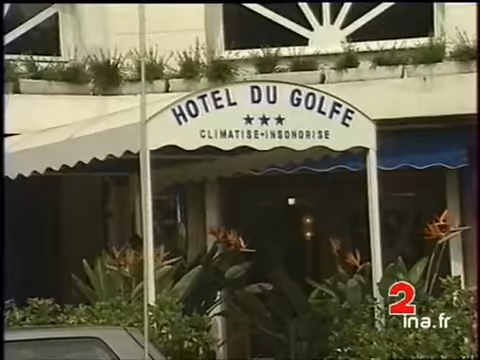 HOTEL DU GOLFE
★★★
CLIMATISE-INSONORISE
2
ina.fr